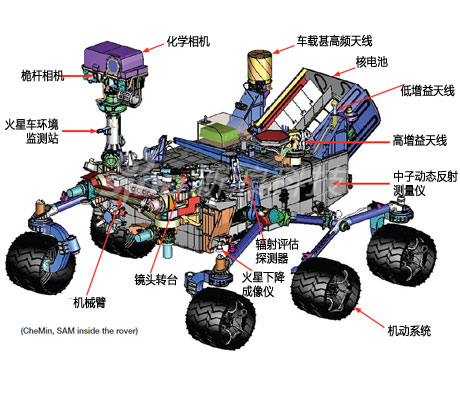 化学相机
车载甚高频天线
核电池
桅杆相机
低增益天线
火星车环境
监测站
高增益天线
中子动态反射
测量仪
辐射评估
探测器
镜头转台
火星下降
成像仪
机械臂
机动系统
(CheMin, SAM inside the rover)